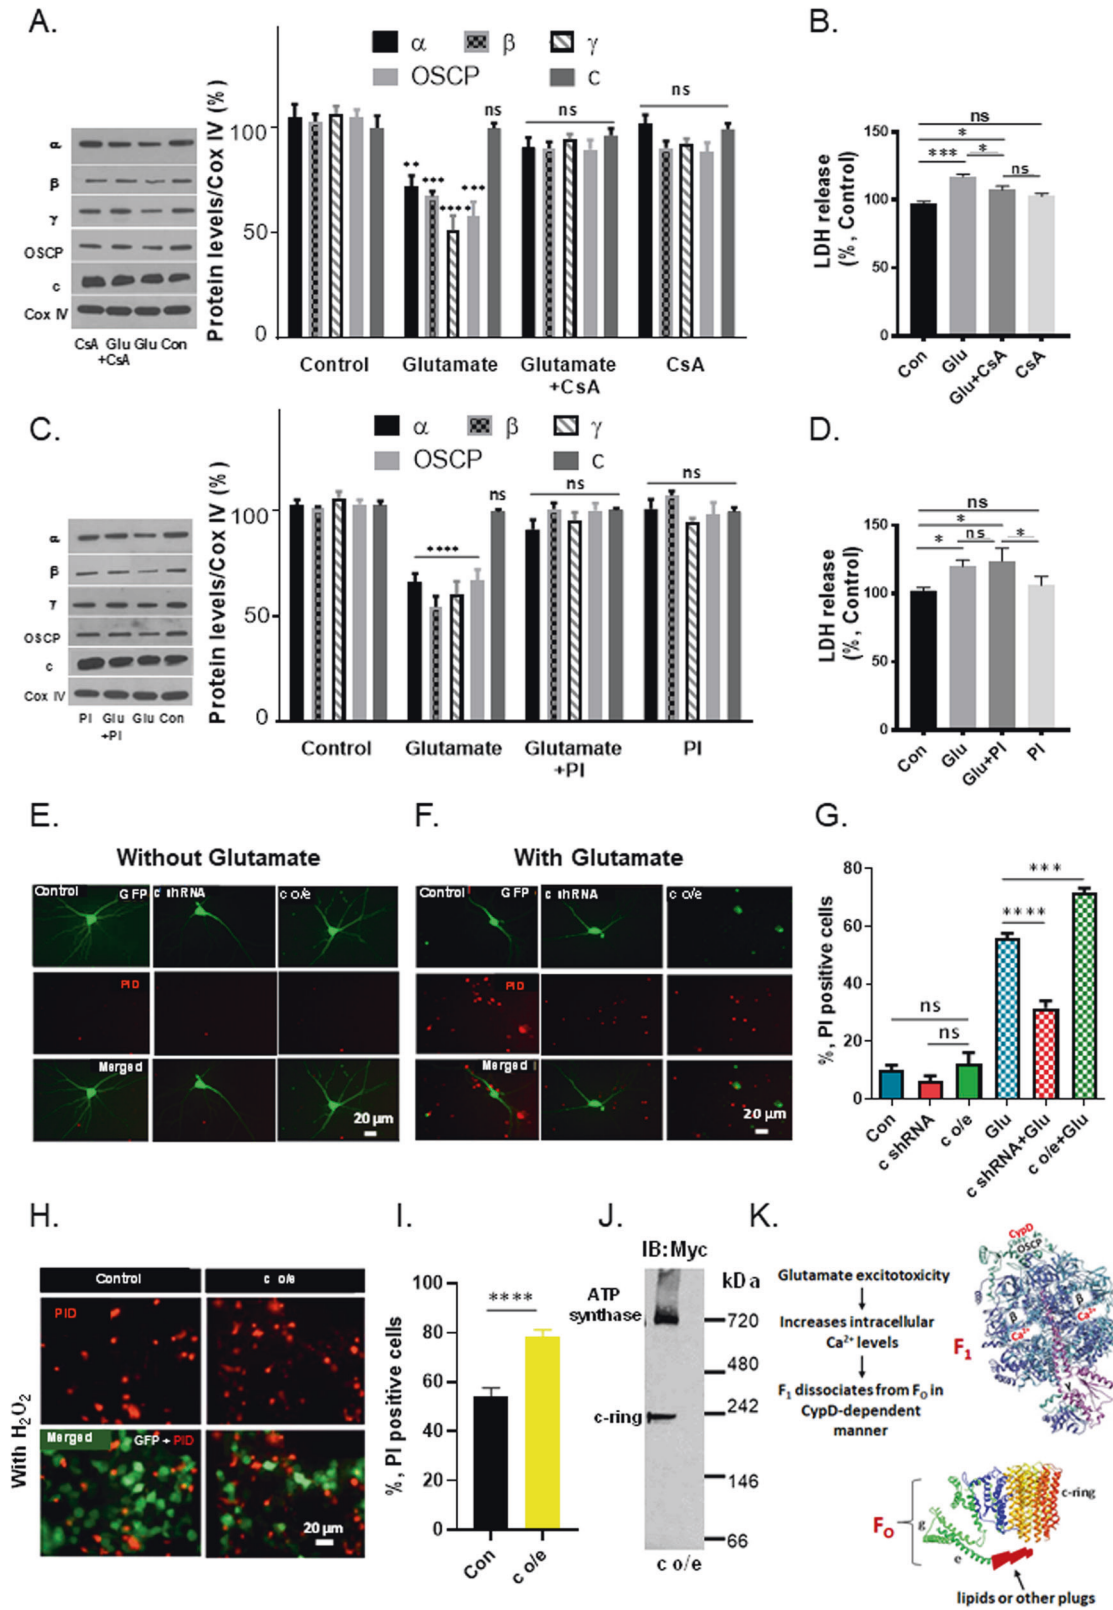 A.
α
β
γ
OSCP
c
Cox IV
CsA Glu Glu Con
+CsA
Protein levels/Cox IV (%)
100
50
0
α β γ
OSCP c
ns
** *** **** ***
ns
ns
Control Glutamate Glutamate CsA
+CsA
B.
LDH release
(%, Control)
150
100
50
0
ns
*
*** *
ns
Con Glu Glu+CsA CsA
C.
α
β
γ
OSCP
c
Cox IV
PI Glu Glu Con
+PI
Protein levels/Cox IV (%)
100
50
0
α β γ
OSCP c
ns
****
ns
ns
Control Glutamate Glutamate PI
+PI
D.
LDH release
(%, Control)
150
100
50
0
ns
*
* ns *
Con Glu Glu+PI PI
E.
Without Glutamate
Control GFP c shRNA c o/e
PID
Merged
20 µm
F.
With Glutamate
Control GFP c shRNA c o/e
PID
Merged
20 µm
G.
%, PI positive cells
80
60
40
20
0
ns
ns
***
****
Con c shRNA c o/e Glu c shRNA+Glu c o/e+Glu
H.
Control c o/e
With H2O2
PID
Merged GFP + PID
20 µm
I.
%, PI positive cells
100
80
60
40
20
0
****
Con c o/e
J.
IB:Myc
kDa
ATP
synthase
c-ring
720
480
242
146
66
c o/e
K.
Glutamate excitotoxicity
Increases intracellular
Ca²⁺ levels
F1 dissociates from FO in
CypD-dependent
manner
CypD
OSCP
β
β
Ca²⁺
Ca²⁺
F1
γ
FO
g
e
c-ring
lipids or other plugs